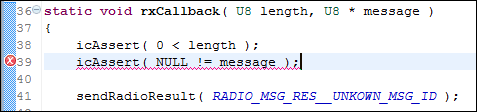 36 static void rxCallback( U8 length, U8 * message )
37 {
38 icAssert( 0 < length );
39 icAssert( NULL != message );
40
41 sendRadioResult( RADIO_MSG_RES__UNKOWN_MSG_ID );